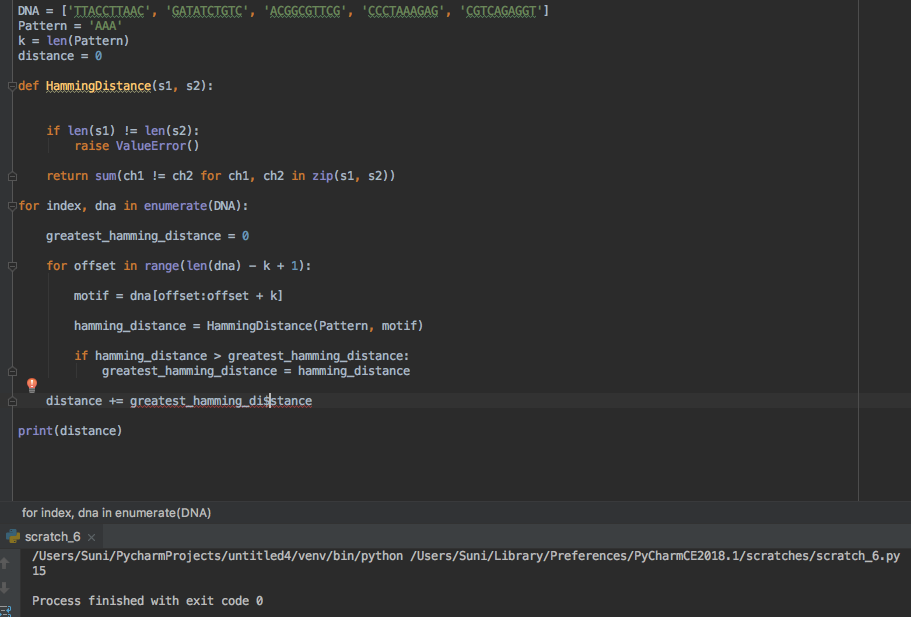 DNA = ['TTACCTTAAC', 'GATATCTGTC', 'ACGGCGTTCG', 'CCCTAAAGAG', 'CGTCAGAGGT']
Pattern = 'AAA'
k = len(Pattern)
distance = 0
def HammingDistance(s1, s2):
if len(s1) != len(s2):
raise ValueError()
return sum(ch1 != ch2 for ch1, ch2 in zip(s1, s2))
for index, dna in enumerate(DNA):
greatest_hamming_distance = 0
for offset in range(len(dna) - k + 1):
motif = dna[offset:offset + k]
hamming_distance = HammingDistance(Pattern, motif)
if hamming_distance > greatest_hamming_distance:
greatest_hamming_distance = hamming_distance
distance += greatest_hamming_disstance
print(distance)
for index, dna in enumerate(DNA)
scratch_6
/Users/Suni/PycharmProjects/untitled4/venv/bin/python /Users/Suni/Library/Preferences/PyCharmCE2018.1/scratches/scratch_6.py
15
Process finished with exit code 0